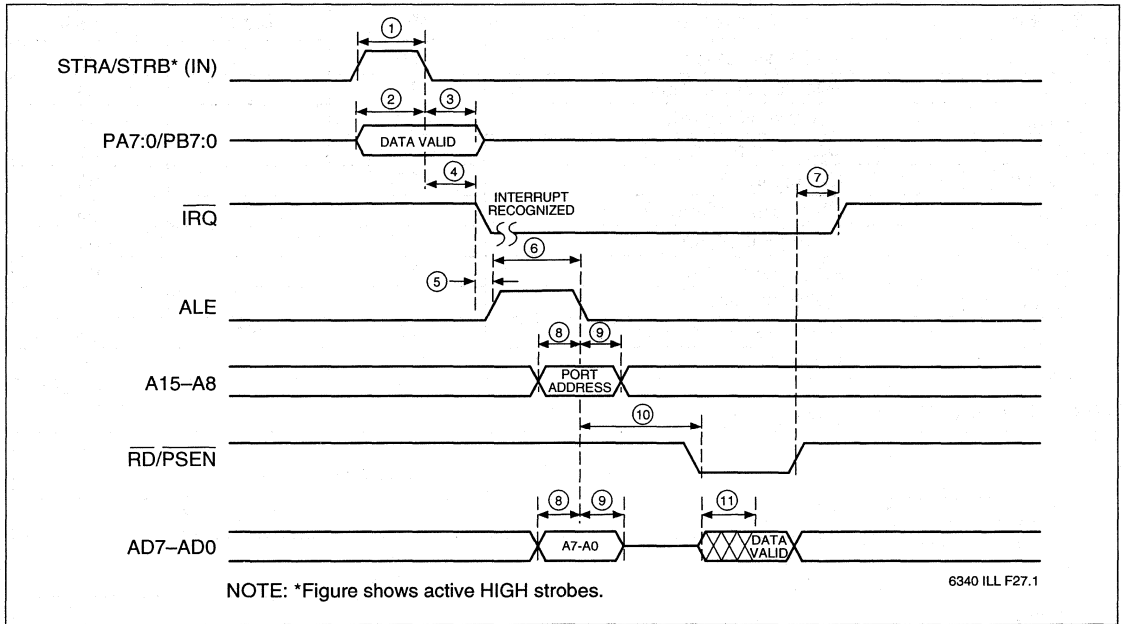 ①
STRA/STRB* (IN)
② ③
PA7:0/PB7:0
DATA VALID
④ ⑦
INTERRUPT
RECOGNIZED
IRQ
⑥
⑤
ALE
⑧ ⑨
A15–A8
PORT
ADDRESS
⑩
RD/PSEN
⑧ ⑨ ⑪
AD7–AD0
A7-A0
DATA
VALID
NOTE: *Figure shows active HIGH strobes.
6340 ILL F27.1